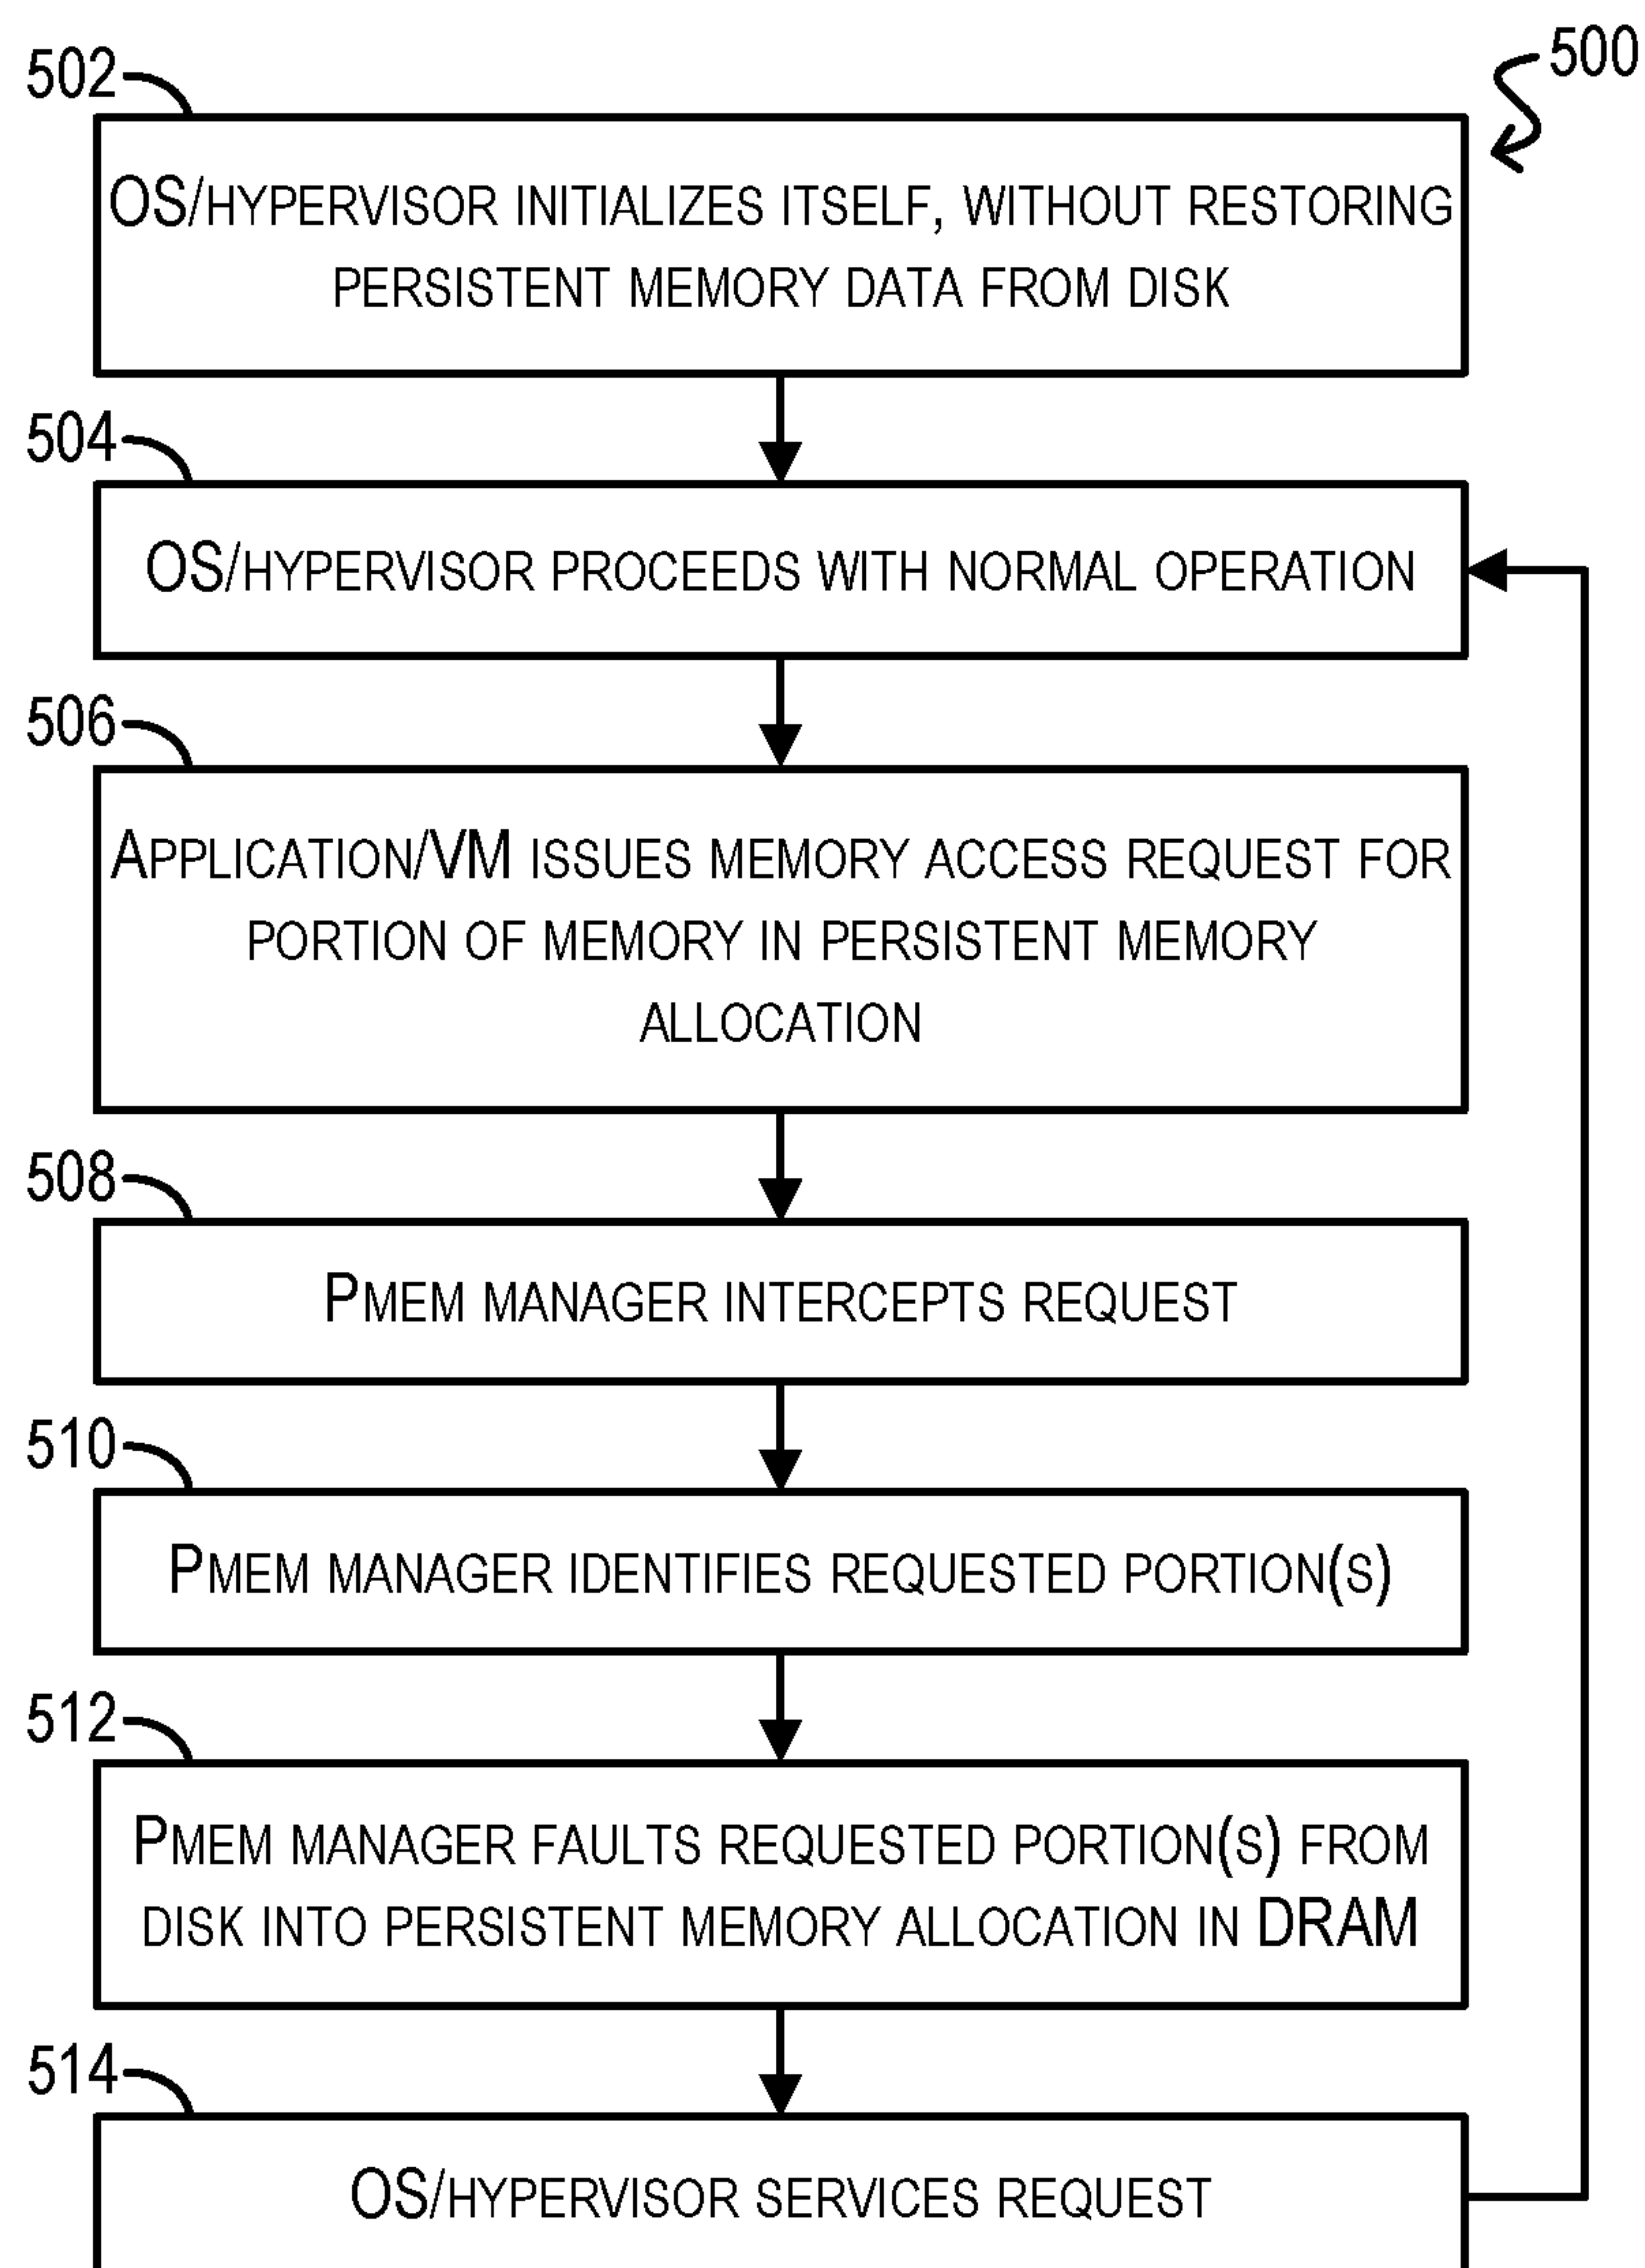 500
502
OS/HYPERVISOR INITIALIZES ITSELF, WITHOUT RESTORING
PERSISTENT MEMORY DATA FROM DISK
504
OS/HYPERVISOR PROCEEDS WITH NORMAL OPERATION
506
APPLICATION/VM ISSUES MEMORY ACCESS REQUEST FOR
PORTION OF MEMORY IN PERSISTENT MEMORY
ALLOCATION
508
PMEM MANAGER INTERCEPTS REQUEST
510
PMEM MANAGER IDENTIFIES REQUESTED PORTION(S)
512
PMEM MANAGER FAULTS REQUESTED PORTION(S) FROM
DISK INTO PERSISTENT MEMORY ALLOCATION IN DRAM
514
OS/HYPERVISOR SERVICES REQUEST